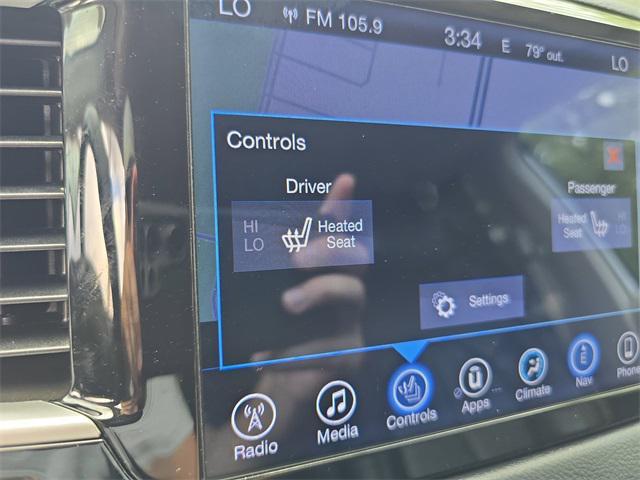 LO FM 105.9 3:34 E 79° out. LO
Controls X
Driver Passenger
HI LO Heated Seat
Heated Seat HI LO
Settings
Radio Media Controls Apps Climate E Nav Phone